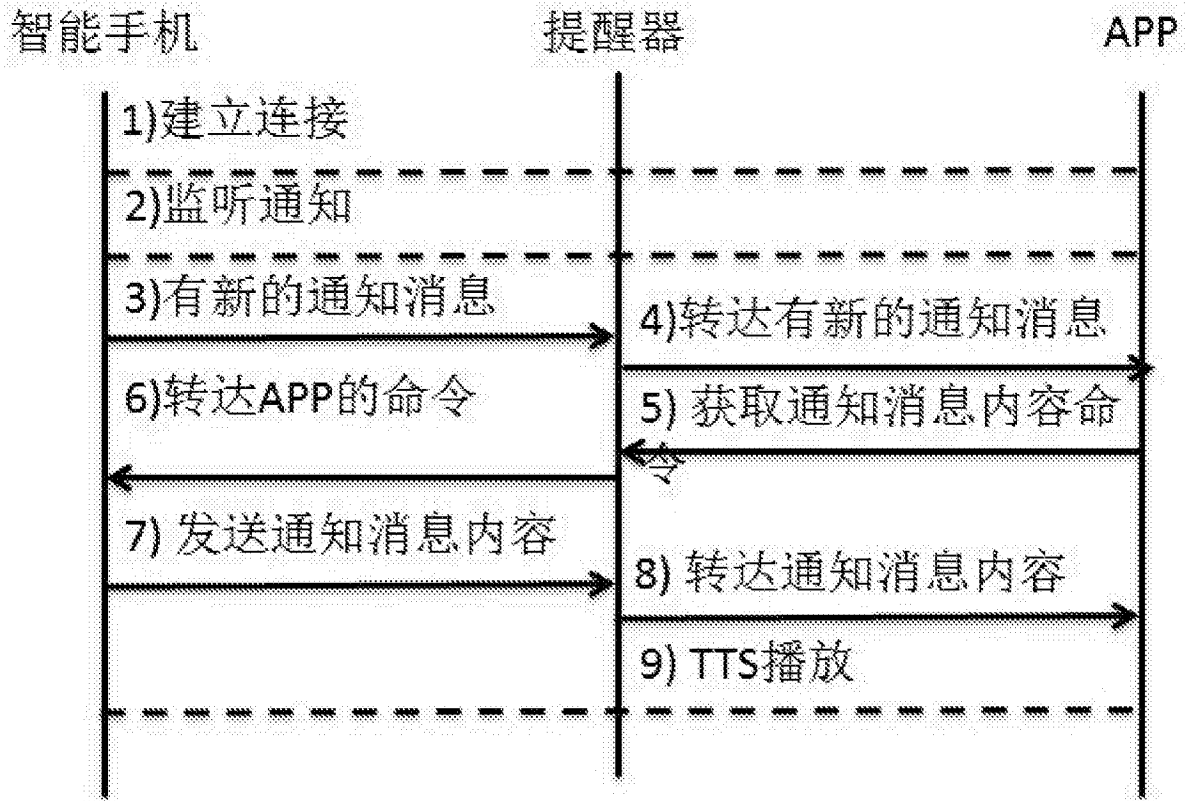 智能手机
提醒器
APP
1)建立连接
2)监听通知
3)有新的通知消息
4)转达有新的通知消息
6)转达APP的命令
5) 获取通知消息内容命
令
7) 发送通知消息内容
8) 转达通知消息内容
9) TTS播放